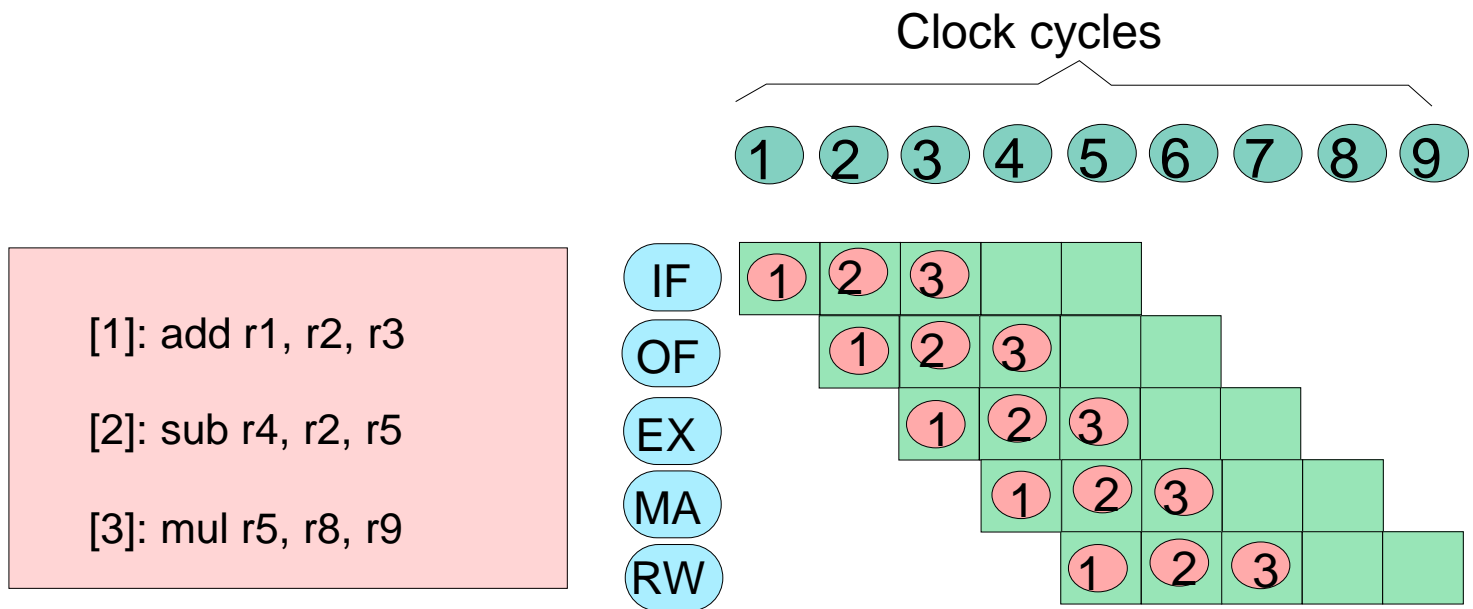 Clock cycles
1 2 3 4 5 6 7 8 9
[1]: add r1, r2, r3
[2]: sub r4, r2, r5
[3]: mul r5, r8, r9
IF 1 2 3
OF 1 2 3
EX 1 2 3
MA 1 2 3
RW 1 2 3